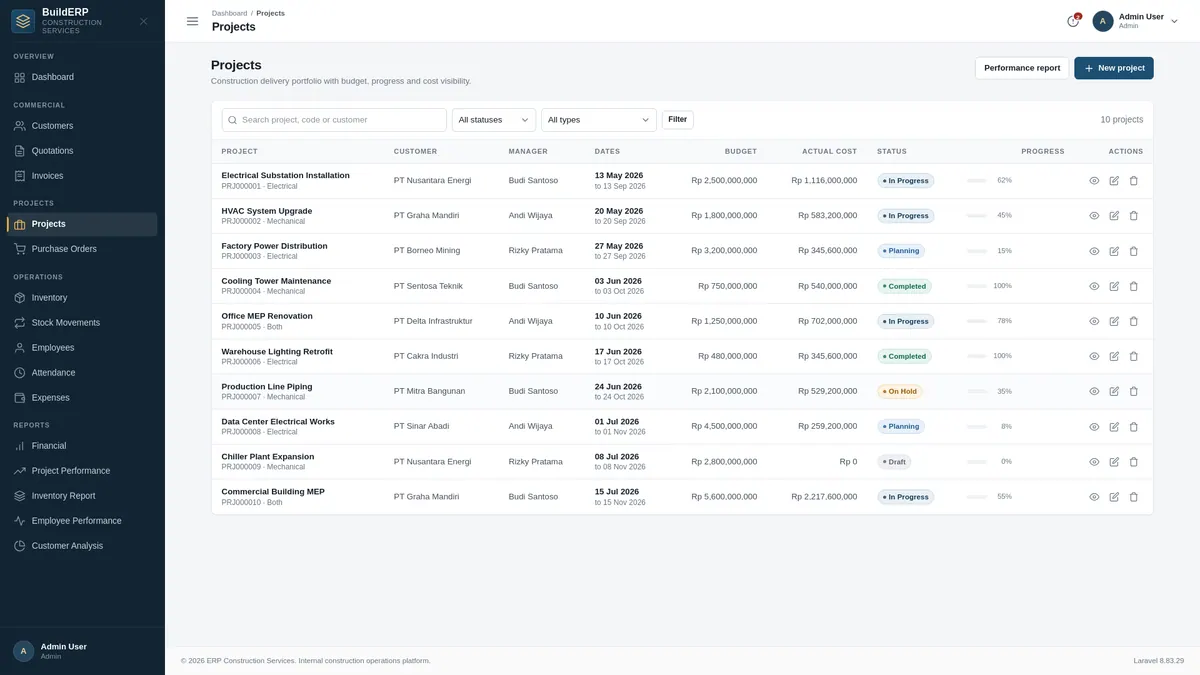 BuildERP
CONSTRUCTION
SERVICES
OVERVIEW
Dashboard
COMMERCIAL
Customers
Quotations
Invoices
PROJECTS
Projects
Purchase Orders
OPERATIONS
Inventory
Stock Movements
Employees
Attendance
Expenses
REPORTS
Financial
Project Performance
Inventory Report
Employee Performance
Customer Analysis
A
Admin User
Admin
Dashboard / Projects
Projects
A
Admin User
Admin
Projects
Construction delivery portfolio with budget, progress and cost visibility.
Performance report
New project
Search project, code or customer
All statuses
All types
Filter
10 projects
PROJECT CUSTOMER MANAGER DATES BUDGET ACTUAL COST STATUS PROGRESS ACTIONS
Electrical Substation Installation PT Nusantara Energi Budi Santoso 13 May 2026 Rp 2,500,000,000 Rp 1,116,000,000 In Progress 62%
PRJ000001 · Electrical to 13 Sep 2026
HVAC System Upgrade PT Graha Mandiri Andi Wijaya 20 May 2026 Rp 1,800,000,000 Rp 583,200,000 In Progress 45%
PRJ000002 · Mechanical to 20 Sep 2026
Factory Power Distribution PT Borneo Mining Rizky Pratama 27 May 2026 Rp 3,200,000,000 Rp 345,600,000 Planning 15%
PRJ000003 · Electrical to 27 Sep 2026
Cooling Tower Maintenance PT Sentosa Teknik Budi Santoso 03 Jun 2026 Rp 750,000,000 Rp 540,000,000 Completed 100%
PRJ000004 · Mechanical to 03 Oct 2026
Office MEP Renovation PT Delta Infrastruktur Andi Wijaya 10 Jun 2026 Rp 1,250,000,000 Rp 702,000,000 In Progress 78%
PRJ000005 · Both to 10 Oct 2026
Warehouse Lighting Retrofit PT Cakra Industri Rizky Pratama 17 Jun 2026 Rp 480,000,000 Rp 345,600,000 Completed 100%
PRJ000006 · Electrical to 17 Oct 2026
Production Line Piping PT Mitra Bangunan Budi Santoso 24 Jun 2026 Rp 2,100,000,000 Rp 529,200,000 On Hold 35%
PRJ000007 · Mechanical to 24 Oct 2026
Data Center Electrical Works PT Sinar Abadi Andi Wijaya 01 Jul 2026 Rp 4,500,000,000 Rp 259,200,000 Planning 8%
PRJ000008 · Electrical to 01 Nov 2026
Chiller Plant Expansion PT Nusantara Energi Rizky Pratama 08 Jul 2026 Rp 2,800,000,000 Rp 0 Draft 0%
PRJ000009 · Mechanical to 08 Nov 2026
Commercial Building MEP PT Graha Mandiri Budi Santoso 15 Jul 2026 Rp 5,600,000,000 Rp 2,217,600,000 In Progress 55%
PRJ000010 · Both to 15 Nov 2026
© 2026 ERP Construction Services. Internal construction operations platform.
Laravel 8.83.29